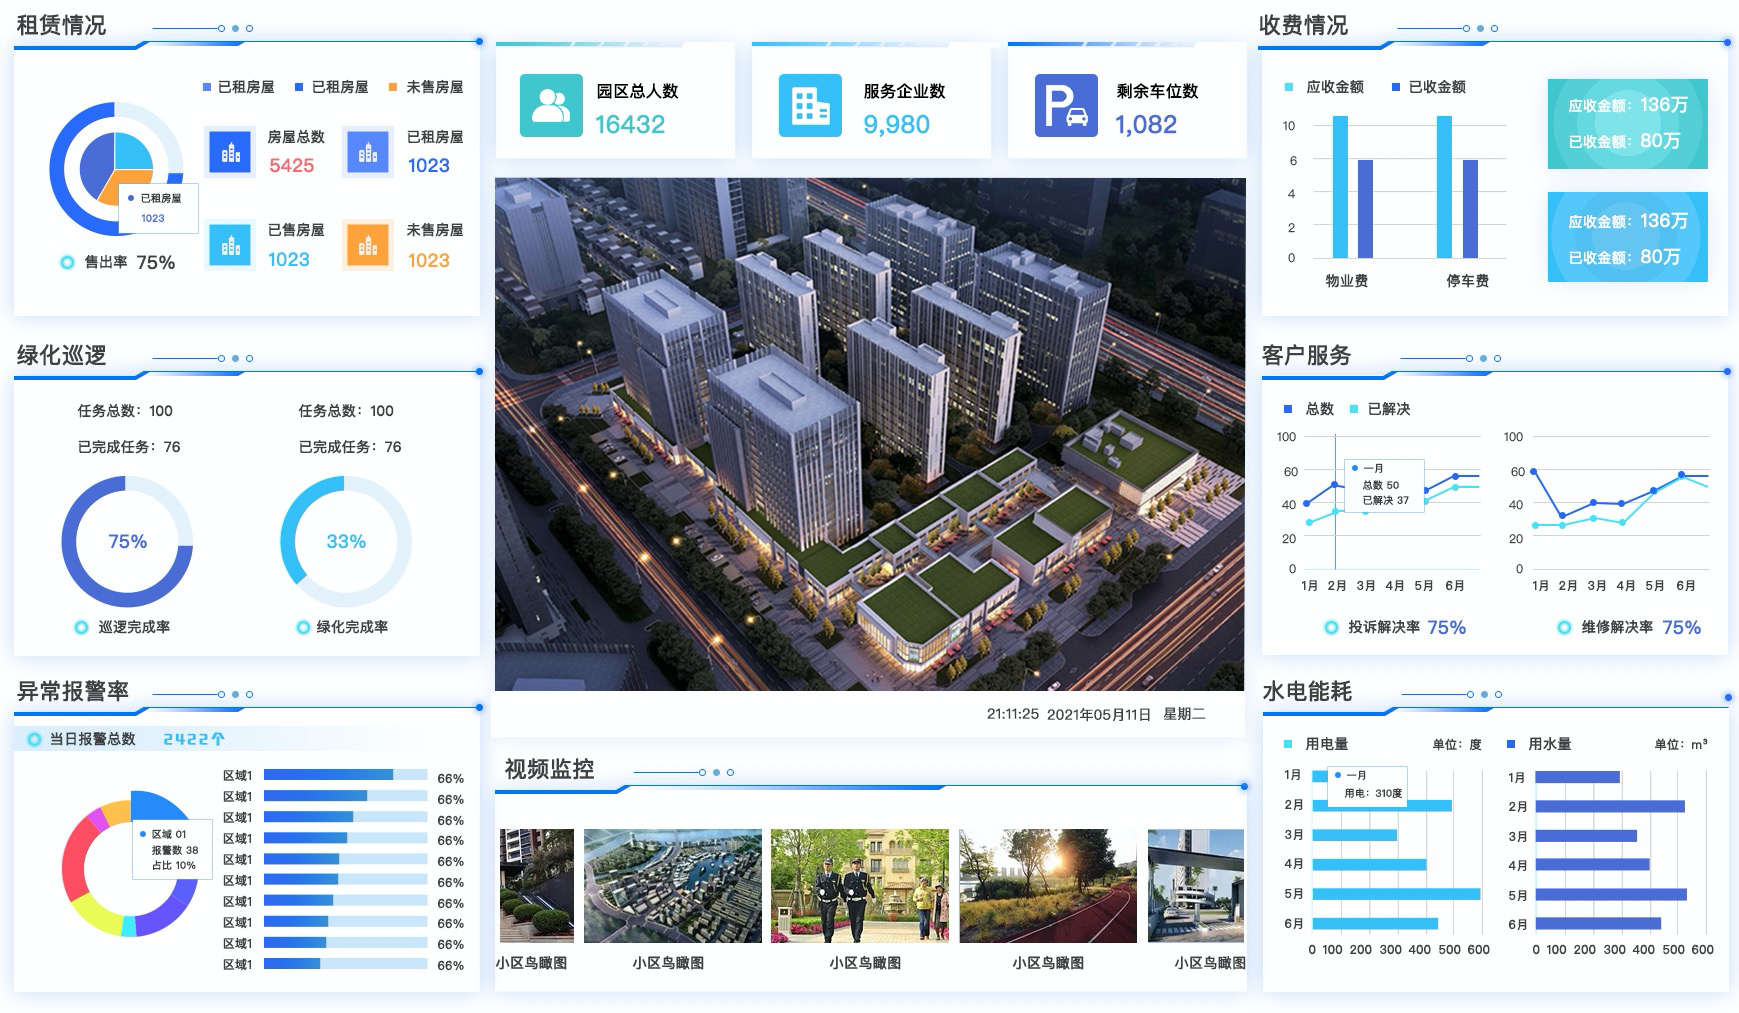 租赁情况
已租房屋 已租房屋 未售房屋
房屋总数
5425
已租房屋
1023
已售房屋
1023
未售房屋
1023
已租房屋
1023
售出率 75%
园区总人数
16432
服务企业数
9,980
剩余车位数
1,082
收费情况
应收金额 已收金额
10
6
4
2
0
物业费 停车费
应收金额：136万
已收金额：80万
应收金额：136万
已收金额：80万
绿化巡逻
任务总数：100
已完成任务：76
75%
巡逻完成率
任务总数：100
已完成任务：76
33%
绿化完成率
21:11:25 2021年05月11日 星期二
客户服务
总数 已解决
100
60
40
20
0
一月
总数 50
已解决 37
1月 2月 3月 4月 5月 6月
投诉解决率 75%
100
60
40
20
0
1月 2月 3月 4月 5月 6月
维修解决率 75%
异常报警率
当日报警总数 2422个
区域 01
报警数 38
占比 10%
区域1 66%
区域1 66%
区域1 66%
区域1 66%
区域1 66%
区域1 66%
区域1 66%
区域1 66%
区域1 66%
区域1 66%
视频监控
小区鸟瞰图 小区鸟瞰图 小区鸟瞰图 小区鸟瞰图 小区鸟瞰图
水电能耗
用电量 单位：度
一月
用电：310度
1月
2月
3月
4月
5月
6月
0 100 200 300 400 500 600
用水量 单位：m³
1月
2月
3月
4月
5月
6月
0 100 200 300 400 500 600